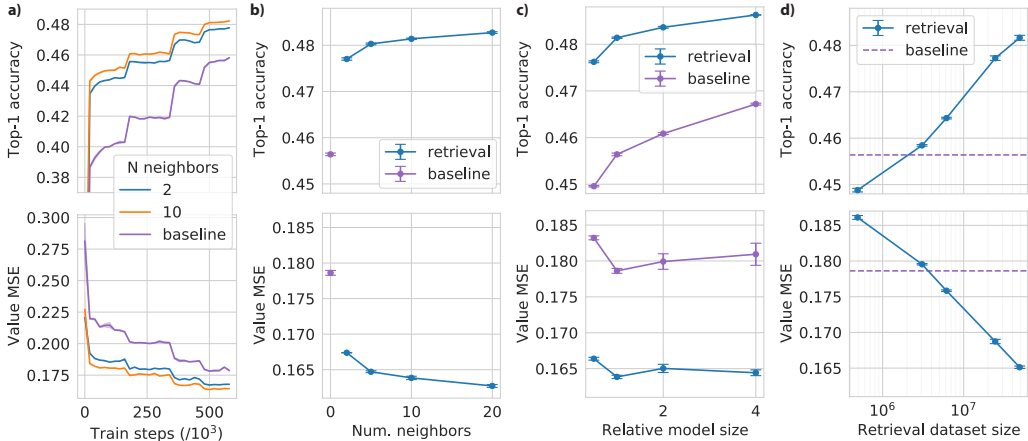 a)
Top-1 accuracy
0.48
0.46
0.44
0.42
0.40
0.38
N neighbors
2
10
baseline
Value MSE
0.300
0.275
0.250
0.225
0.200
0.175
0
250
500
Train steps (/10³)
b)
Top-1 accuracy
0.48
0.47
0.46
0.45
retrieval
baseline
Value MSE
0.185
0.180
0.175
0.170
0.165
0
5
10
15
20
Num. neighbors
c)
Top-1 accuracy
0.48
0.47
0.46
0.45
retrieval
baseline
Value MSE
0.185
0.180
0.175
0.170
0.165
2
4
Relative model size
d)
Top-1 accuracy
0.48
0.47
0.46
0.45
retrieval
baseline
Value MSE
0.185
0.180
0.175
0.170
0.165
10⁶
10⁷
Retrieval dataset size